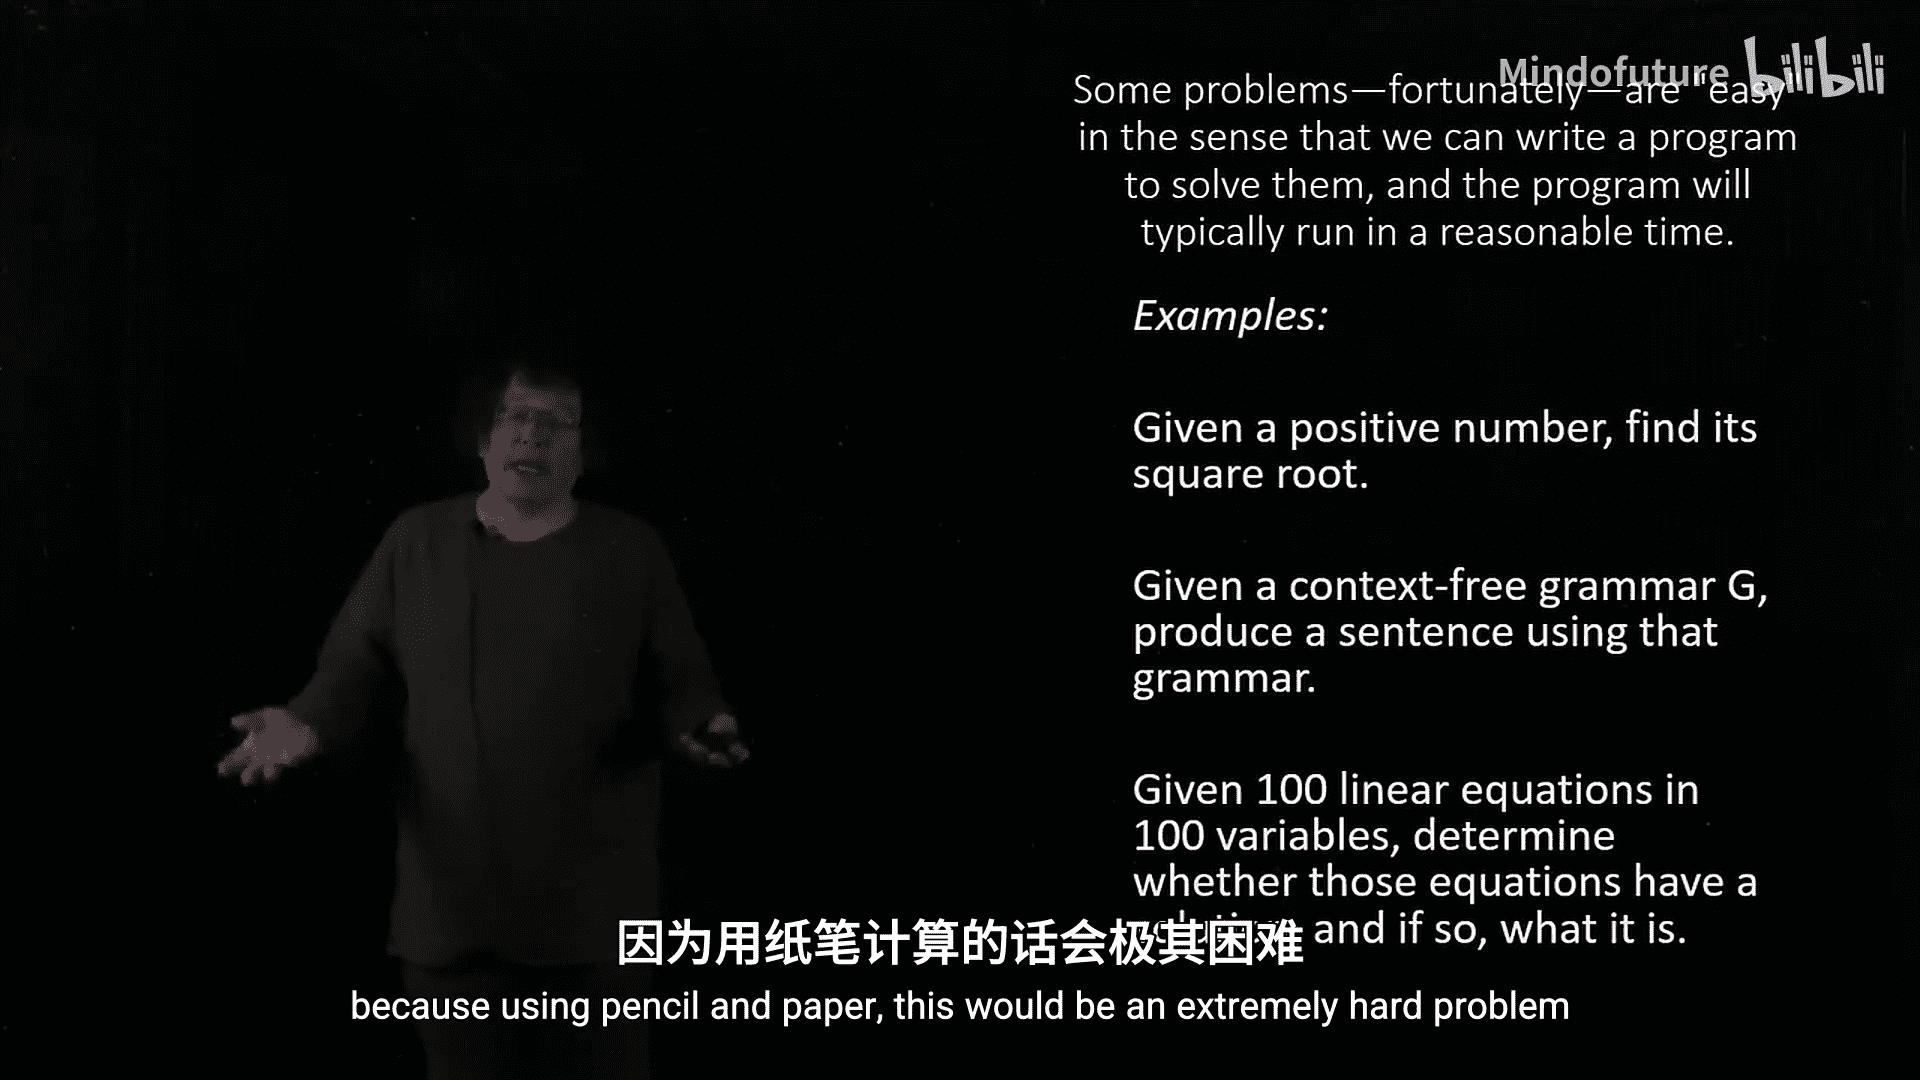 Mindofuture bilibili
Some problems—fortunately—are "easy"
in the sense that we can write a program
to solve them, and the program will
typically run in a reasonable time.
Examples:
Given a positive number, find its
square root.
Given a context-free grammar G,
produce a sentence using that
grammar.
Given 100 linear equations in
100 variables, determine
whether those equations have a
and if so, what it is.
因为用纸笔计算的话会极其困难
because using pencil and paper, this would be an extremely hard problem